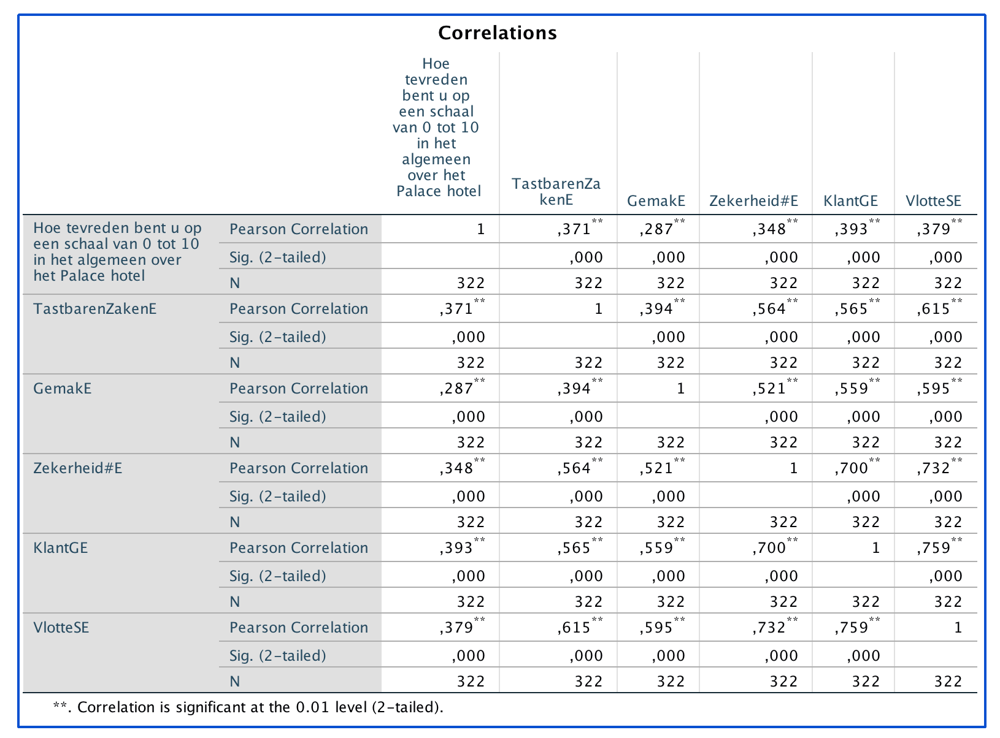 Correlations
Hoe
tevreden
bent u op
een schaal
van 0 tot 10
in het
algemeen
over het
Palace hotel
TastbarenZa
kenE
GemakE
Zekerheid#E
KlantGE
VlotteSE
Hoe tevreden bent u op
een schaal van 0 tot 10
in het algemeen over
het Palace hotel
Pearson Correlation 1 ,371** ,287** ,348** ,393** ,379**
Sig. (2-tailed) ,000 ,000 ,000 ,000 ,000
N 322 322 322 322 322 322
TastbarenZakenE Pearson Correlation ,371** 1 ,394** ,564** ,565** ,615**
Sig. (2-tailed) ,000 ,000 ,000 ,000 ,000
N 322 322 322 322 322 322
GemakE Pearson Correlation ,287** ,394** 1 ,521** ,559** ,595**
Sig. (2-tailed) ,000 ,000 ,000 ,000 ,000
N 322 322 322 322 322 322
Zekerheid#E Pearson Correlation ,348** ,564** ,521** 1 ,700** ,732**
Sig. (2-tailed) ,000 ,000 ,000 ,000 ,000
N 322 322 322 322 322 322
KlantGE Pearson Correlation ,393** ,565** ,559** ,700** 1 ,759**
Sig. (2-tailed) ,000 ,000 ,000 ,000 ,000
N 322 322 322 322 322 322
VlotteSE Pearson Correlation ,379** ,615** ,595** ,732** ,759** 1
Sig. (2-tailed) ,000 ,000 ,000 ,000 ,000
N 322 322 322 322 322 322
**. Correlation is significant at the 0.01 level (2-tailed).